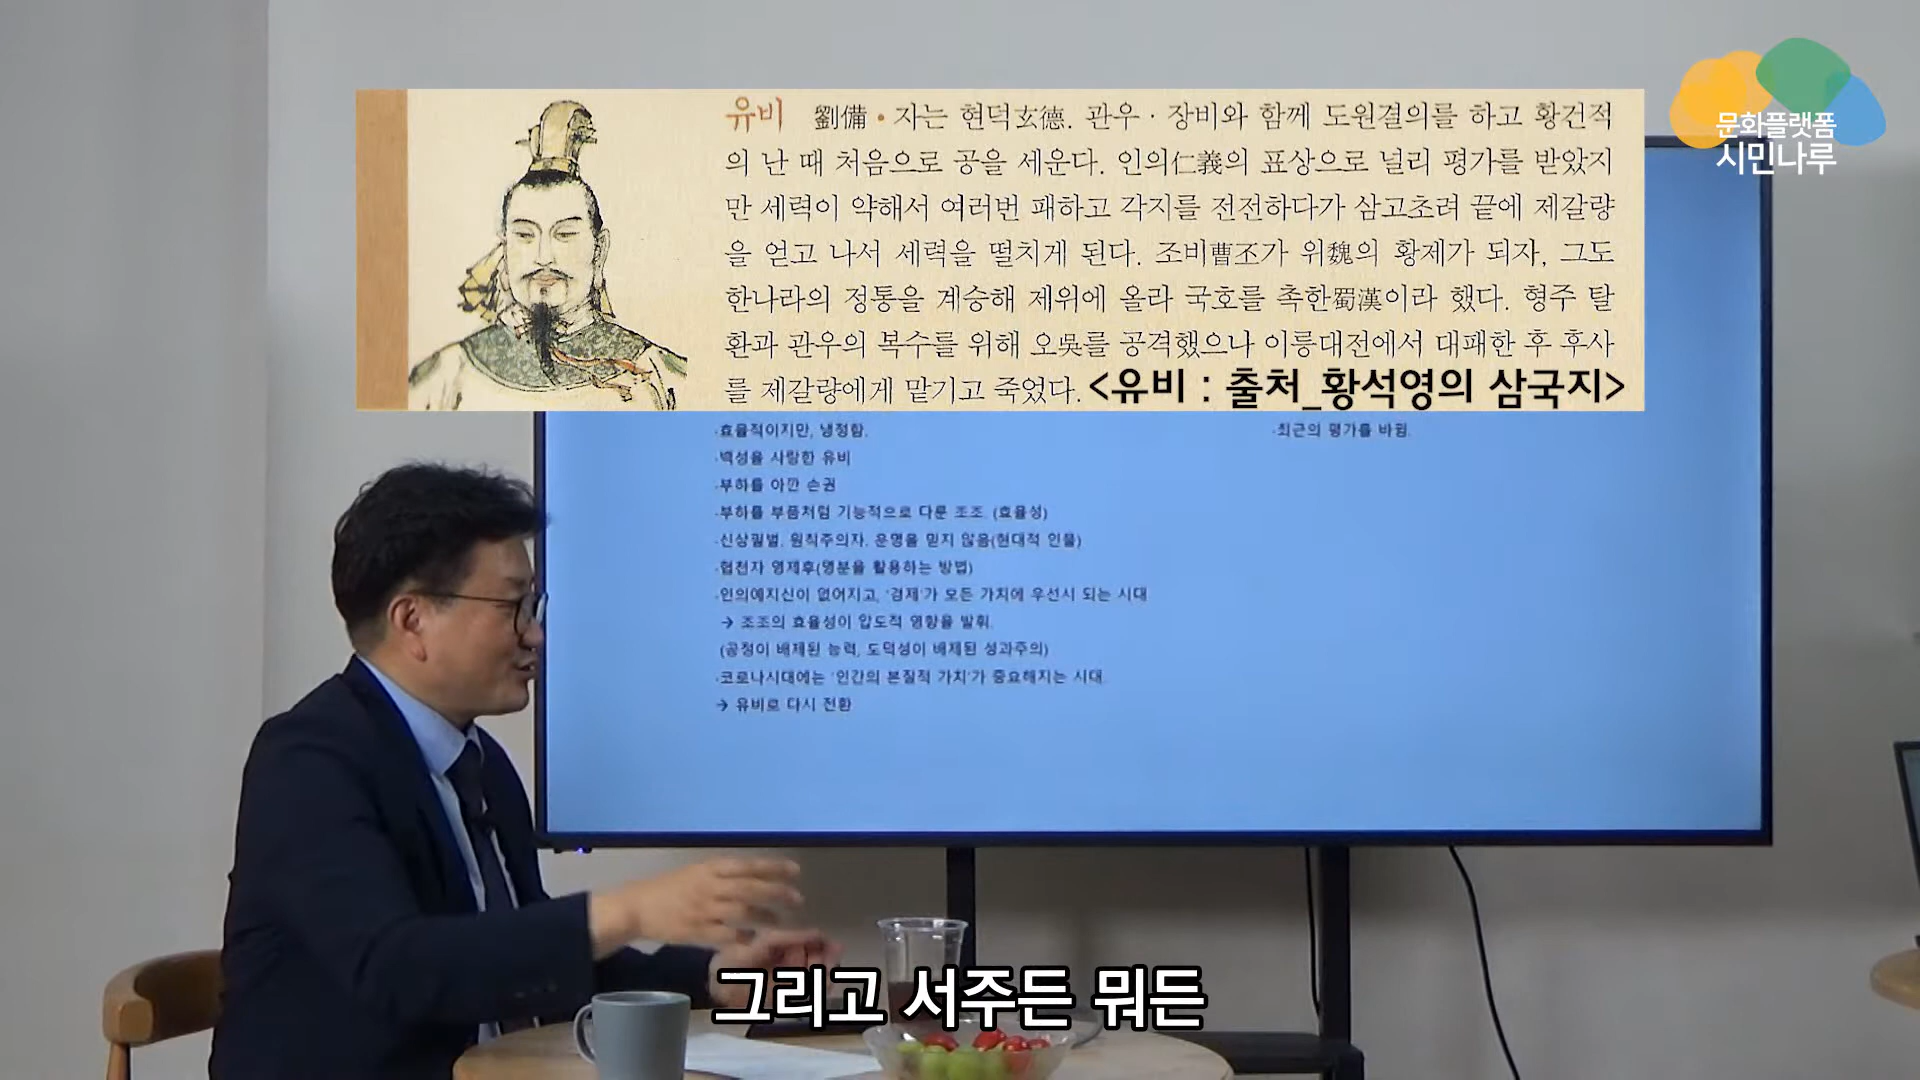 문화플랫폼
시민나루
유비 劉備 • 자는 현덕玄德. 관우 · 장비와 함께 도원결의를 하고 황건적
의 난 때 처음으로 공을 세운다. 인의仁義의 표상으로 널리 평가를 받았지
만 세력이 약해서 여러번 패하고 각지를 전전하다가 삼고초려 끝에 제갈량
을 얻고 나서 세력을 떨치게 된다. 조비曹丕가 위魏의 황제가 되자, 그도
한나라의 정통을 계승해 제위에 올라 국호를 촉한蜀漢이라 했다. 형주 탈
환과 관우의 복수를 위해 오吳를 공격했으나 이릉대전에서 대패한 후 후사
를 제갈량에게 맡기고 죽었다. <유비 : 출처_황석영의 삼국지>
·효율적이지만, 냉정함.
·백성을 사랑한 유비
·부하를 아낀 손권
·부하를 부품처럼 기능적으로 다룬 조조. (효율성)
·신상필벌, 원칙주의자, 운명을 믿지 않음(현대적 인물)
·협천자 영제후(명분을 활용하는 방법)
·인의예지신이 없어지고, '경제'가 모든 가치에 우선시 되는 시대
→ 조조의 효율성이 압도적 영향을 발휘.
(공정이 배제된 능력, 도덕성이 배제된 성과주의)
·코로나시대에는 '인간의 본질적 가치'가 중요해지는 시대.
→ 유비로 다시 전환
·최근의 평가를 바뀜.
그리고 서주든 뭐든